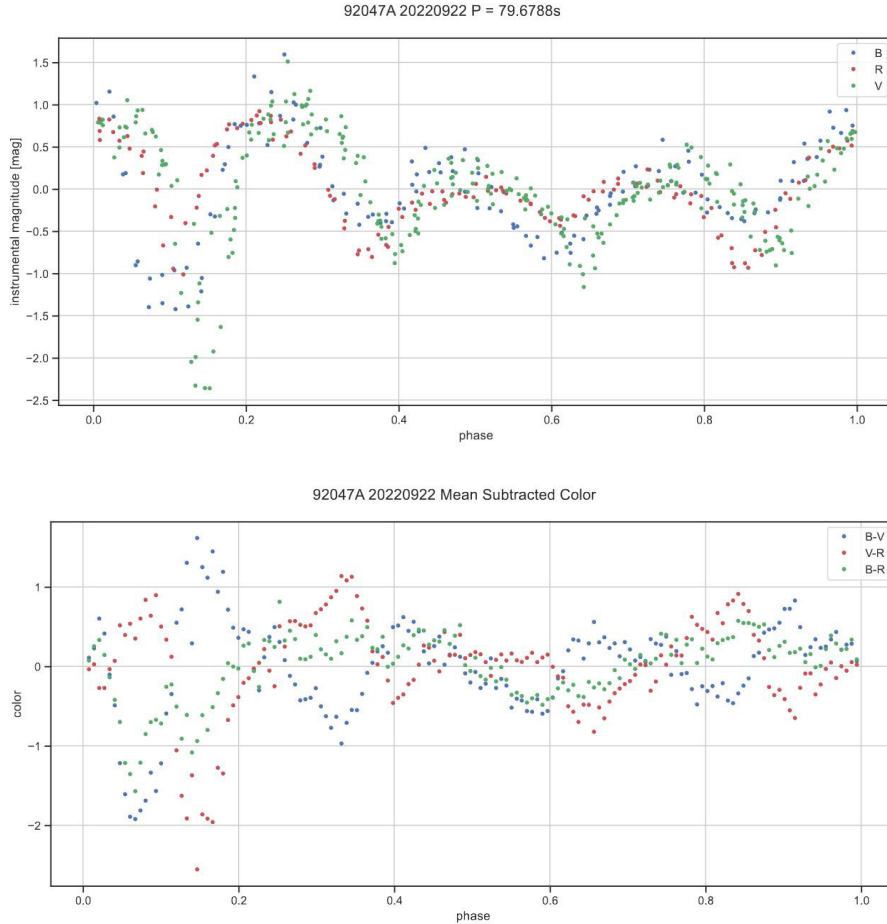 92047A 20220922 P = 79.6788s
instrumental magnitude [mag]
1.5
1.0
0.5
0.0
−0.5
−1.0
−1.5
−2.0
−2.5
B
R
V
0.0 0.2 0.4 0.6 0.8 1.0
phase
92047A 20220922 Mean Subtracted Color
color
1
0
−1
−2
B-V
V-R
B-R
0.0 0.2 0.4 0.6 0.8 1.0
phase